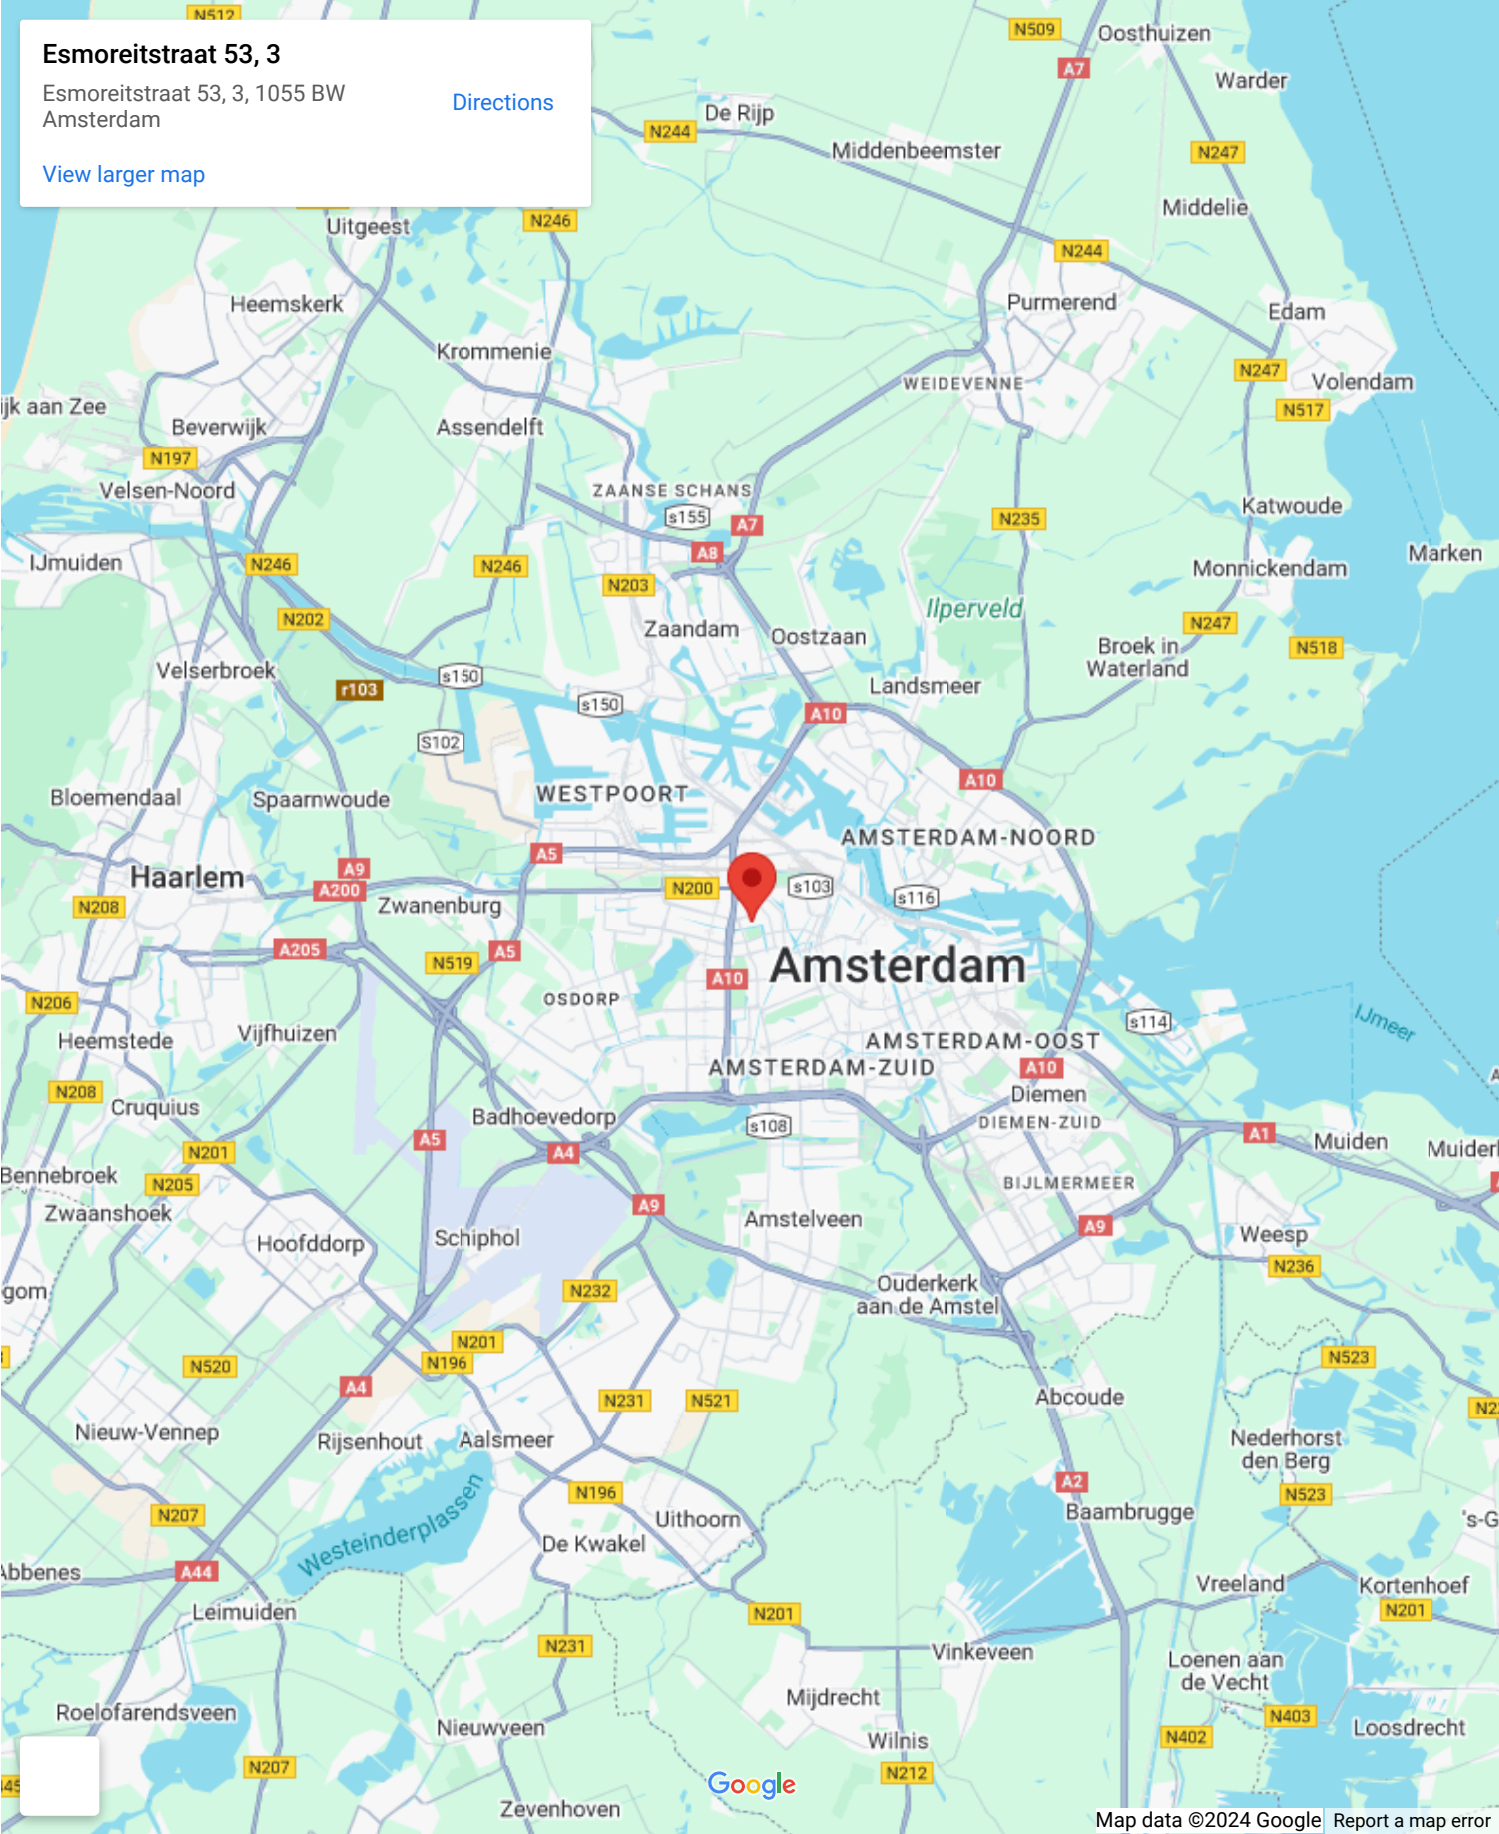 N512
Esmoreitstraat 53, 3
Esmoreitstraat 53, 3, 1055 BW
Amsterdam
Directions
View larger map
N509
Oosthuizen
A7
Warder
De Rijp
N244
Middenbeemster
N247
Middelie
Uitgeest
N246
N244
Heemskerk
Purmerend
Edam
Krommenie
WEIDEVENNE
N247
Volendam
ijk aan Zee
N517
Beverwijk
Assendelft
N197
Velsen-Noord
ZAANSE SCHANS
s155
A7
N235
Katwoude
IJmuiden
N246
N246
A8
N203
Monnickendam
Marken
N202
Ilperveld
Zaandam
Oostzaan
N247
Broek in
Waterland
N518
Velserbroek
s150
r103
s150
Landsmeer
A10
S102
A10
Bloemendaal
Spaarnwoude
WESTPOORT
AMSTERDAM-NOORD
A5
A9
Haarlem
A200
N200
s103
s116
N208
Zwanenburg
A205
N519
A5
Amsterdam
A10
OSDORP
N206
Heemstede
Vijfhuizen
s114
IJmeer
AMSTERDAM-OOST
AMSTERDAM-ZUID
A10
N208
Cruquius
Diemen
Badhoevedorp
s108
DIEMEN-ZUID
A5
A4
A1
Muiden
N201
Bennebroek
N205
BIJLMERMEER
Zwaanshoek
A9
Amstelveen
A9
Hoofddorp
Schiphol
Weesp
N236
gom
N232
Ouderkerk
aan de Amstel
N201
N196
N520
N523
A4
N231
N521
Abcoude
Nieuw-Vennep
Rijsenhout
Aalsmeer
Nederhorst
den Berg
A2
N196
N523
N207
Westeinderplassen
Uithoorn
Baambrugge
's-G
De Kwakel
Abbenes
A44
Vreeland
Kortenhoef
Leimuiden
N201
N201
N231
Vinkeveen
Loenen aan
de Vecht
Roelofarendsveen
Mijdrecht
Nieuwveen
N403
Loosdrecht
Wilnis
N402
N207
Google
N212
Zevenhoven
Map data ©2024 Google
Report a map error